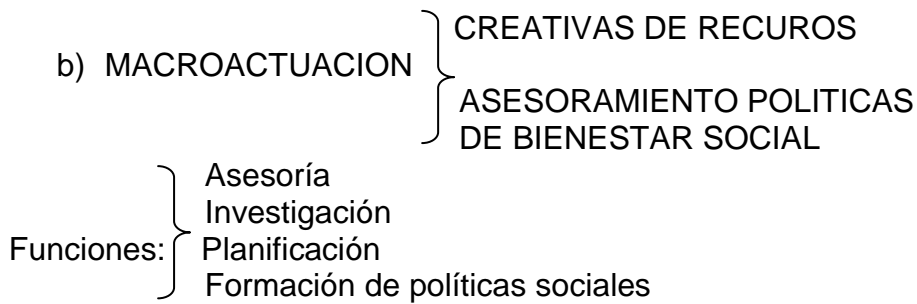 CREATIVAS DE RECUROS
b) MACROACTUACION
ASESORAMIENTO POLITICAS
DE BIENESTAR SOCIAL
Asesoría
Investigación
Funciones: Planificación
Formación de políticas sociales